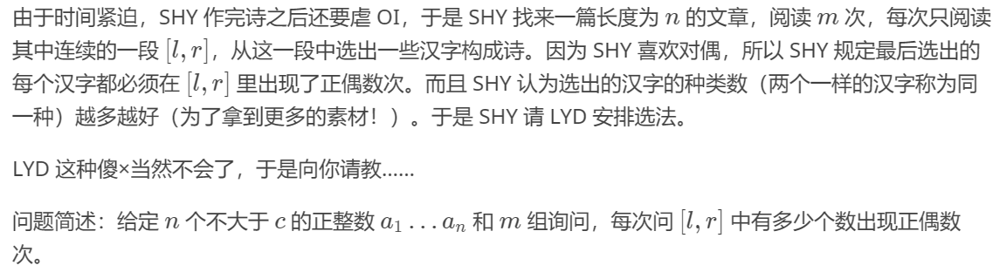 由于时间紧迫，SHY 作完诗之后还要虐 OI，于是 SHY 找来一篇长度为 n 的文章，阅读 m 次，每次只阅读
其中连续的一段 [l, r]，从这一段中选出一些汉字构成诗。因为 SHY 喜欢对偶，所以 SHY 规定最后选出的
每个汉字都必须在 [l, r] 里出现了正偶数次。而且 SHY 认为选出的汉字的种类数（两个一样的汉字称为同
一种）越多越好（为了拿到更多的素材！）。于是 SHY 请 LYD 安排选法。
LYD 这种傻×当然不会了，于是向你请教……
问题简述：给定 n 个不大于 c 的正整数 a₁ … aₙ 和 m 组询问，每次问 [l, r] 中有多少个数出现正偶数
次。